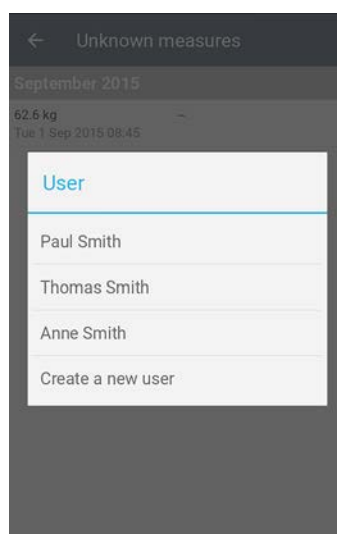 Unknown measures
September 2015
62.6 kg --
Tue 1 Sep 2015 08:45
User
Paul Smith
Thomas Smith
Anne Smith
Create a new user